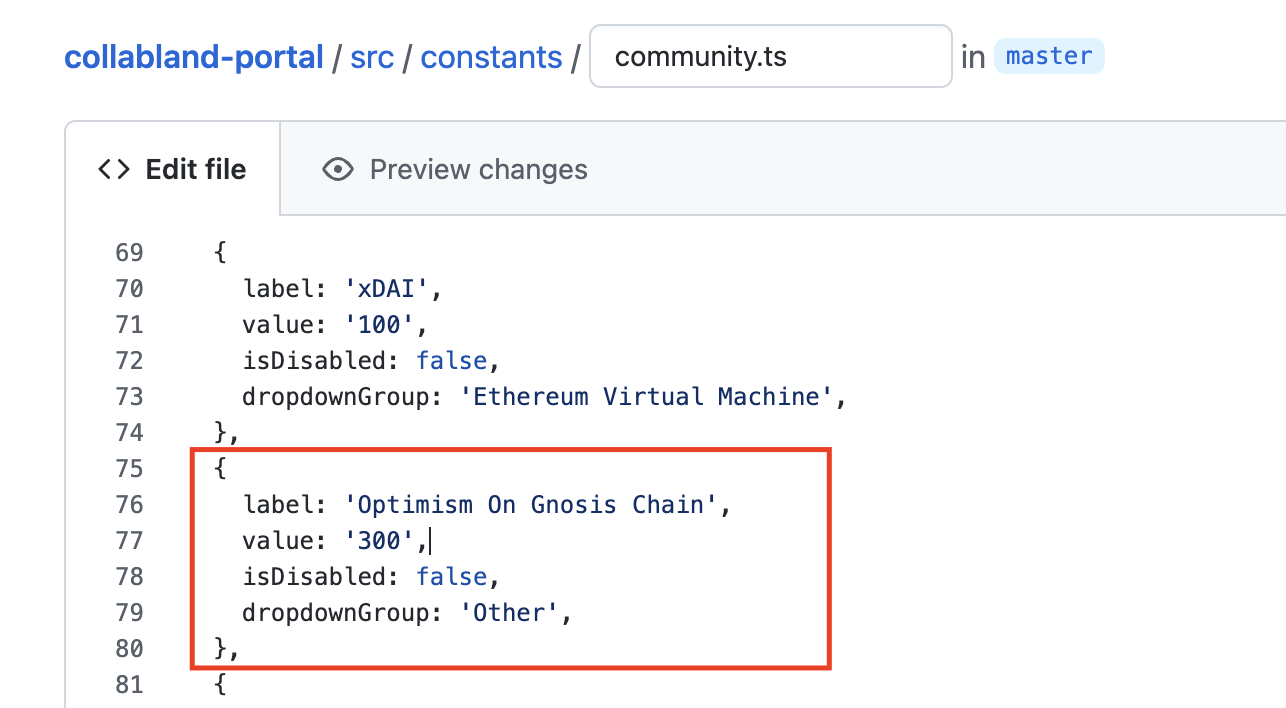 collabland-portal / src / constants / community.ts in master
<> Edit file Preview changes
69 {
70 label: 'xDAI',
71 value: '100',
72 isDisabled: false,
73 dropdownGroup: 'Ethereum Virtual Machine',
74 },
75 {
76 label: 'Optimism On Gnosis Chain',
77 value: '300',
78 isDisabled: false,
79 dropdownGroup: 'Other',
80 },
81 {